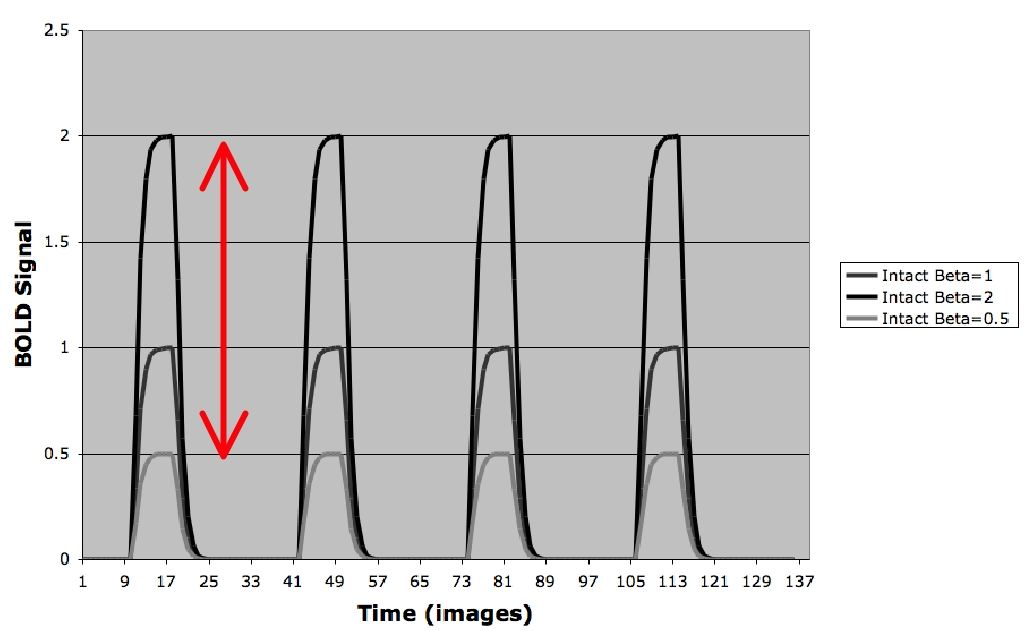 2.5
2
1.5
1
0.5
0
BOLD Signal
1 9 17 25 33 41 49 57 65 73 81 89 97 105 113 121 129 137
Time (images)
Intact Beta=1
Intact Beta=2
Intact Beta=0.5